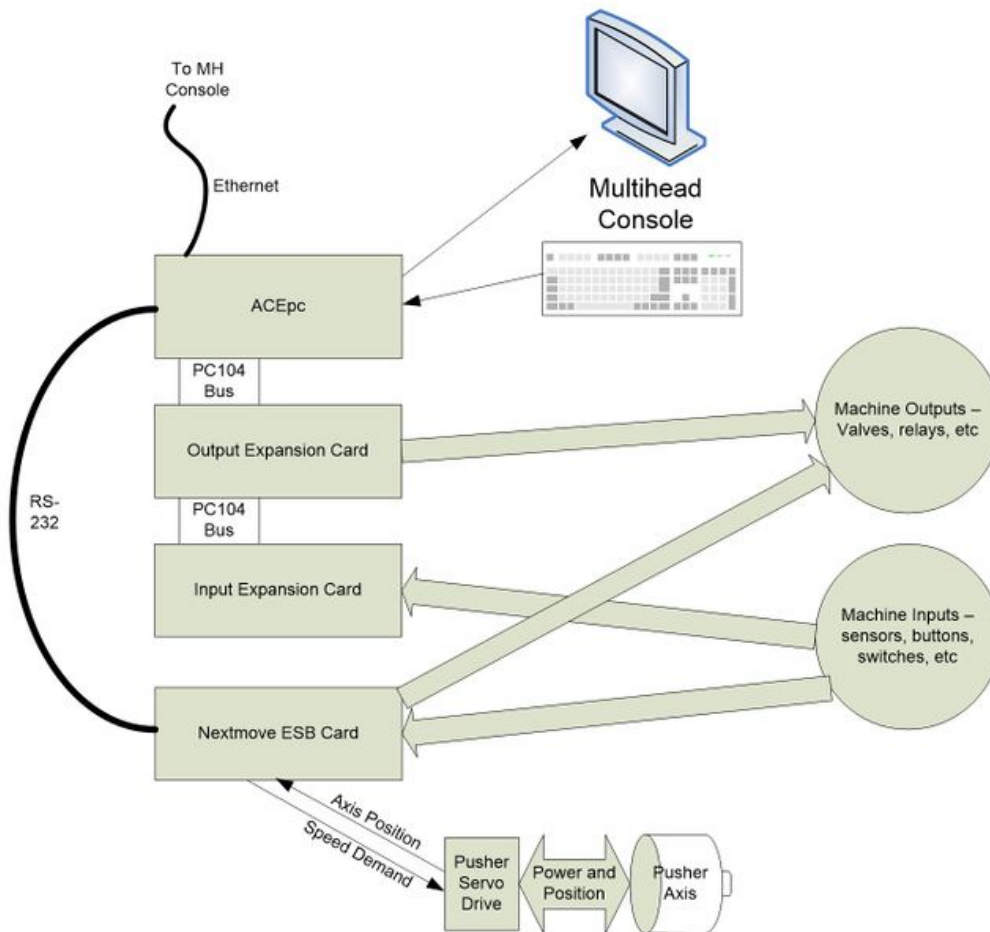 To MH
Console
Ethernet
Multihead
Console
ACEpc
PC104
Bus
Output Expansion Card
Machine Outputs –
Valves, relays, etc
RS-
232
PC104
Bus
Input Expansion Card
Machine Inputs –
sensors, buttons,
switches, etc
Nextmove ESB Card
Axis Position
Speed Demand
Pusher
Servo
Drive
Power and
Position
Pusher
Axis